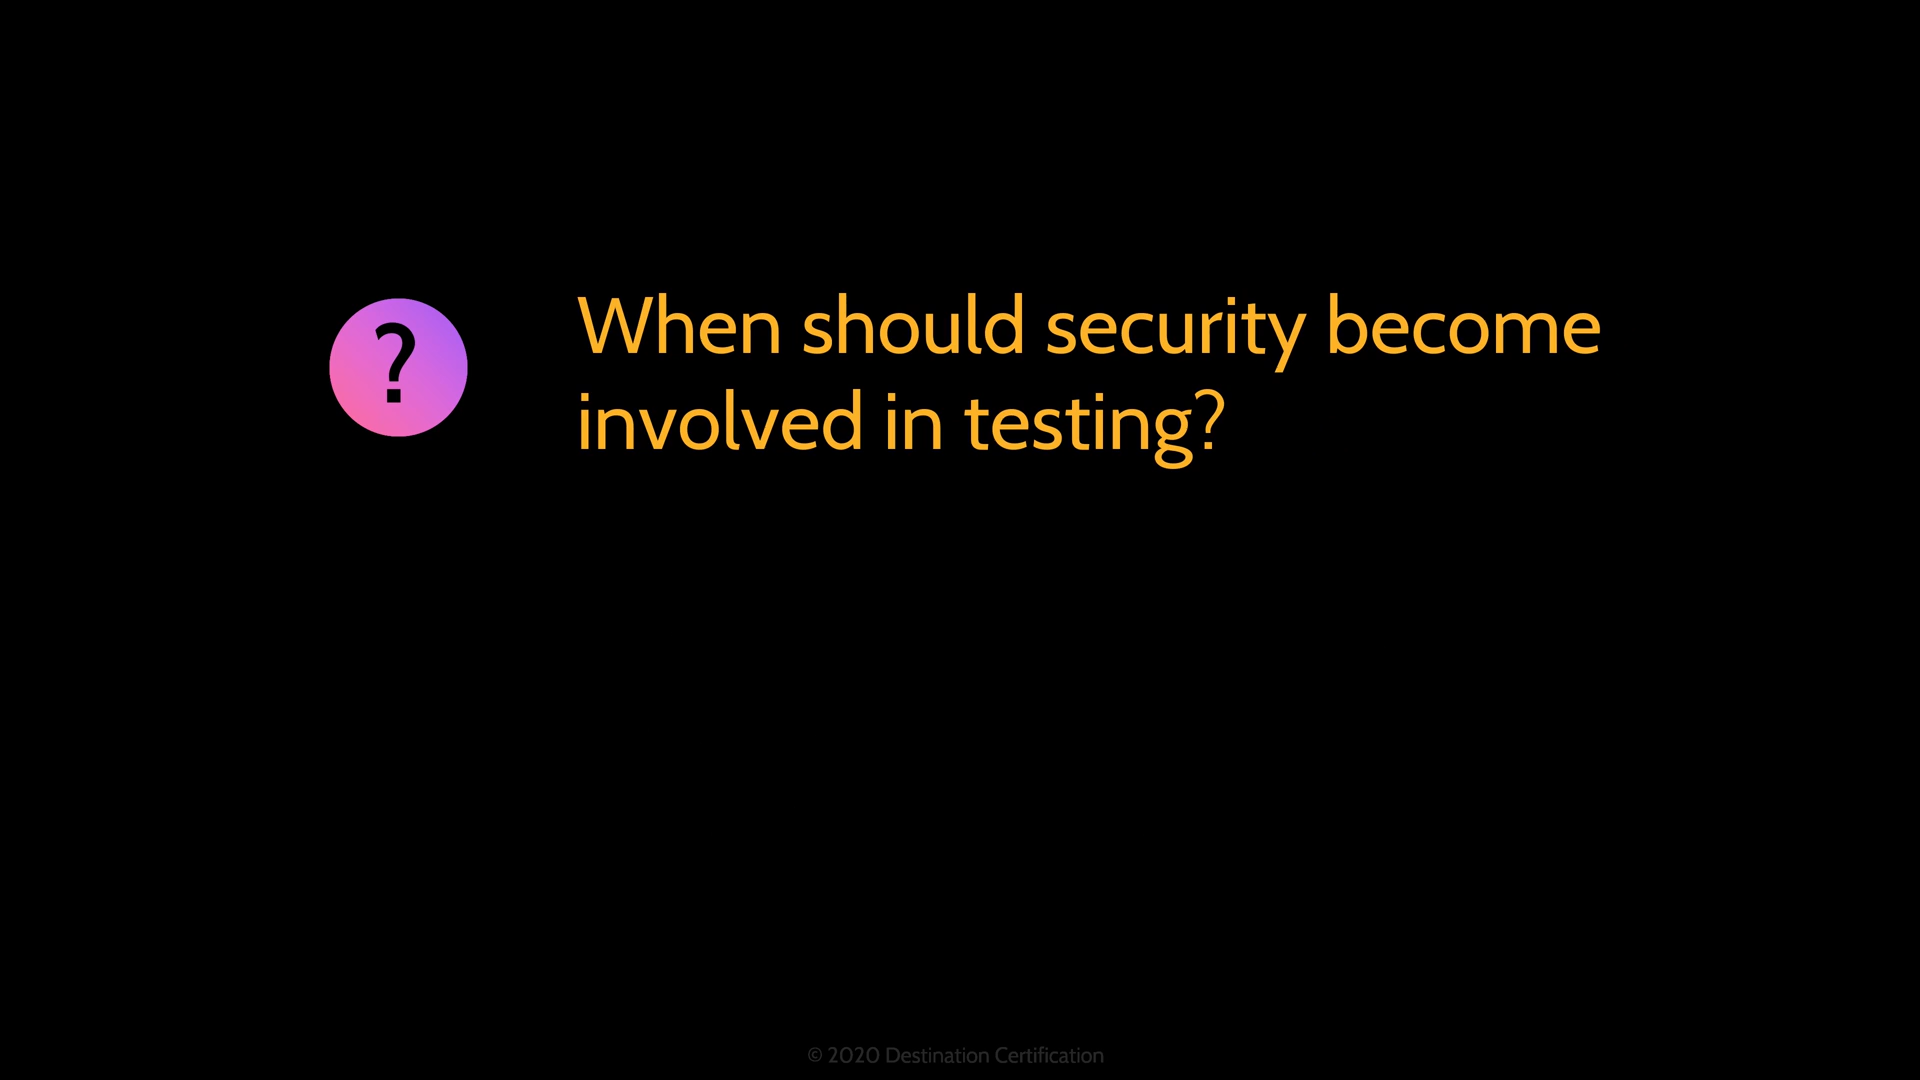 ?
When should security become
involved in testing?
© 2020 Destination Certification